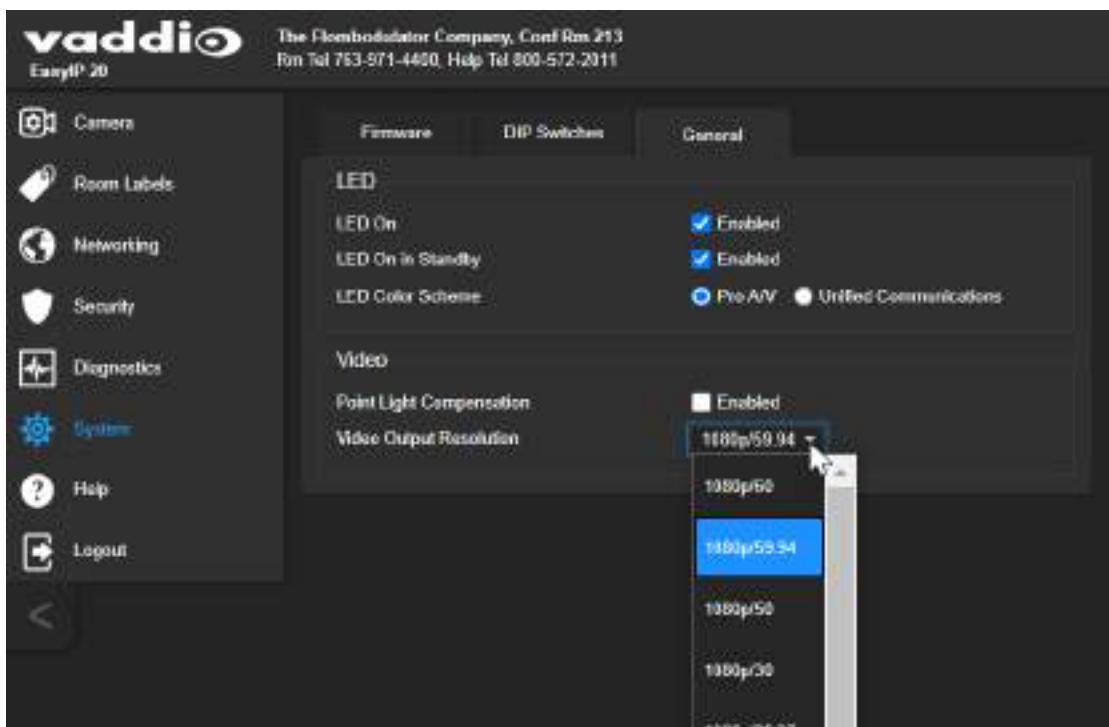 vaddio
EasyIP 20
The Flombodulator Company, Conf Rm 213
Rm Tel 763-971-4400, Help Tel 800-572-2011
Camera
Room Labels
Networking
Security
Diagnostics
System
Help
Logout
<
Firmware
DIP Switches
General
LED
LED On
Enabled
LED On in Standby
Enabled
LED Color Scheme
Pro A/V
Unified Communications
Video
Point Light Compensation
Enabled
Video Output Resolution
1080p/59.94
1080p/60
1080p/59.94
1080p/50
1080p/30